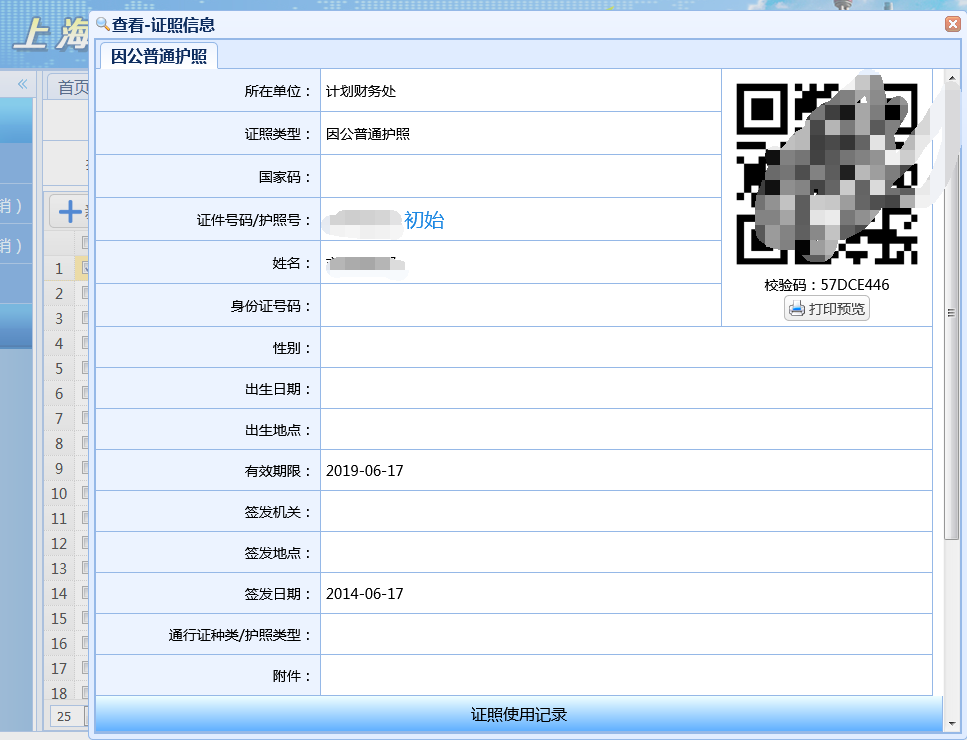 上海
查看-证照信息
因公普通护照
首页
所在单位： 计划财务处
证照类型： 因公普通护照
国家码：
证件号码/护照号： 初始
姓名：
身份证号码：
校验码：57DCE446
打印预览
性别：
出生日期：
出生地点：
有效期限： 2019-06-17
签发机关：
签发地点：
签发日期： 2014-06-17
通行证种类/护照类型：
附件：
证照使用记录
销）
销）
1
2
3
4
5
6
7
8
9
10
11
12
13
14
15
16
17
18
25